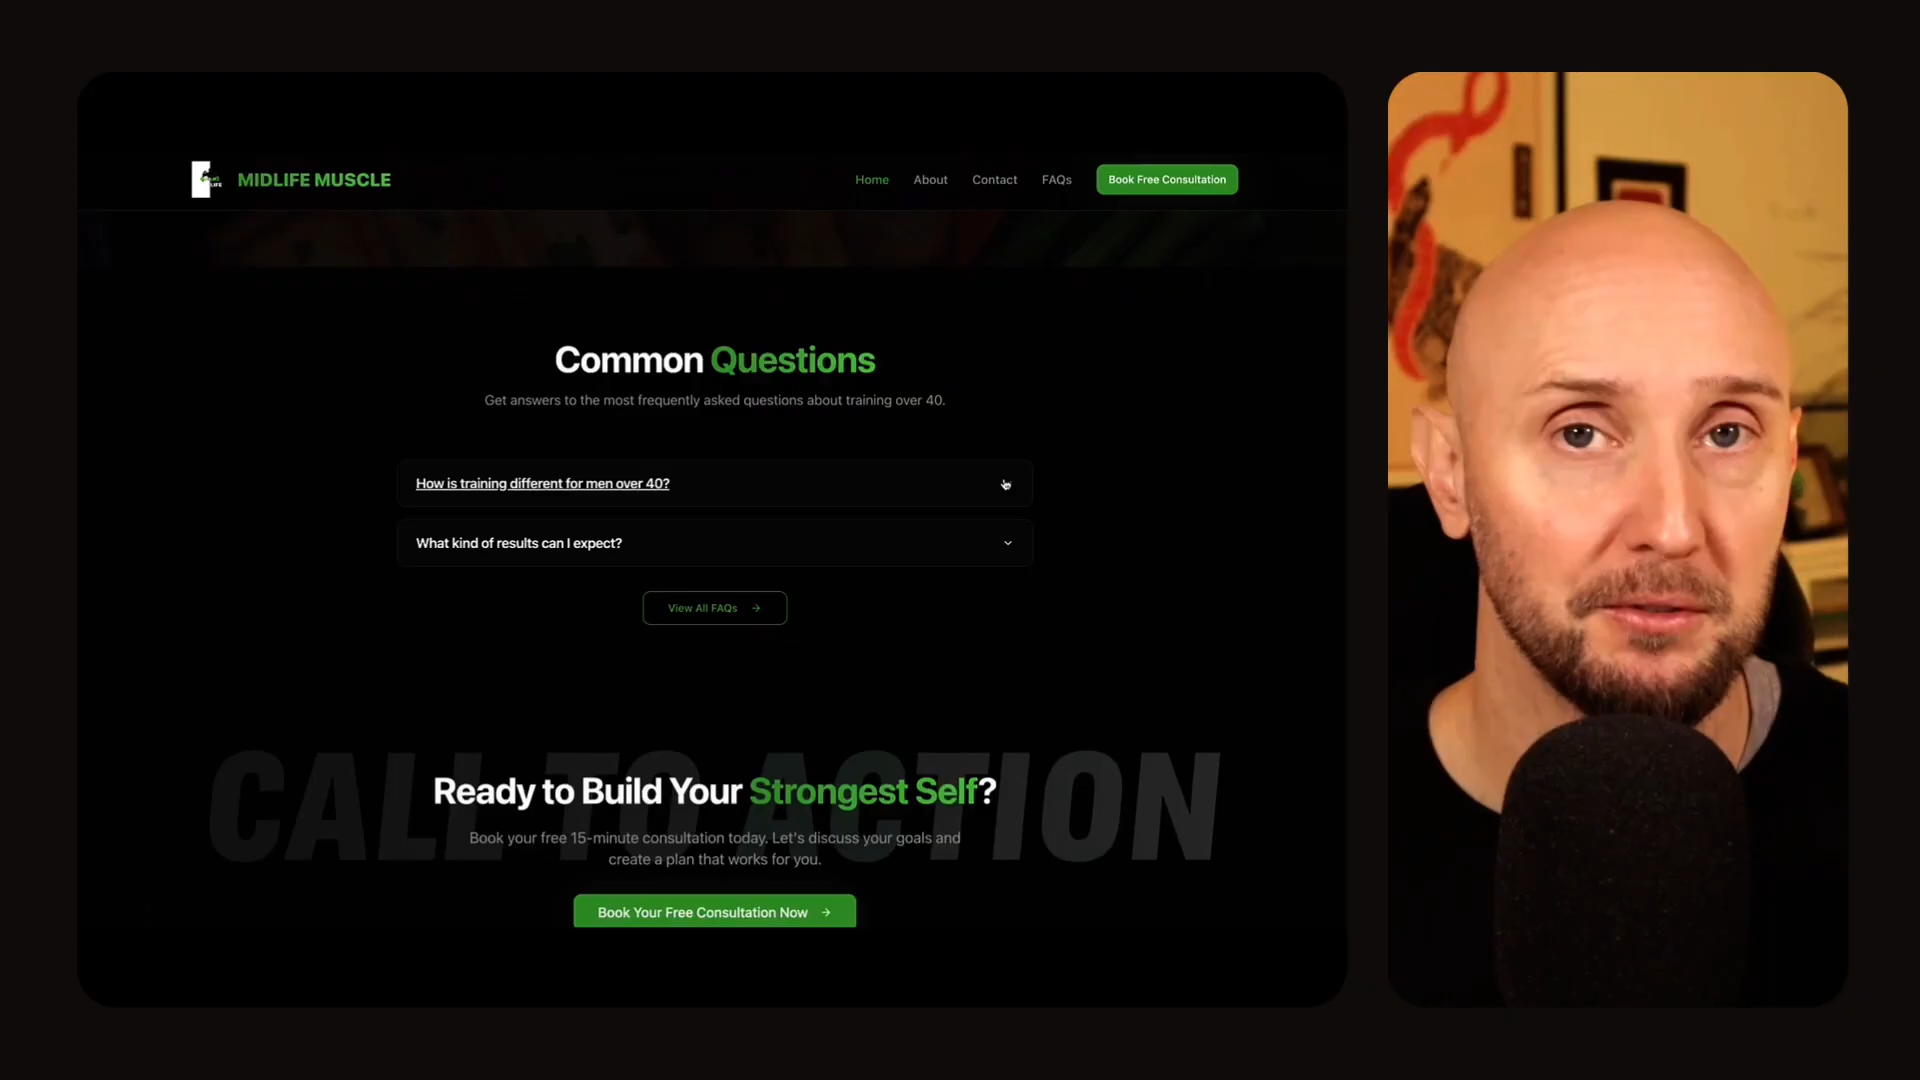 LIFE
MIDLIFE MUSCLE
Home
About
Contact
FAQs
Book Free Consultation
Common Questions
Get answers to the most frequently asked questions about training over 40.
How is training different for men over 40?
What kind of results can I expect?
View All FAQs
CALL TO ACTION
Ready to Build Your Strongest Self?
Book your free 15-minute consultation today. Let's discuss your goals and
create a plan that works for you.
Book Your Free Consultation Now